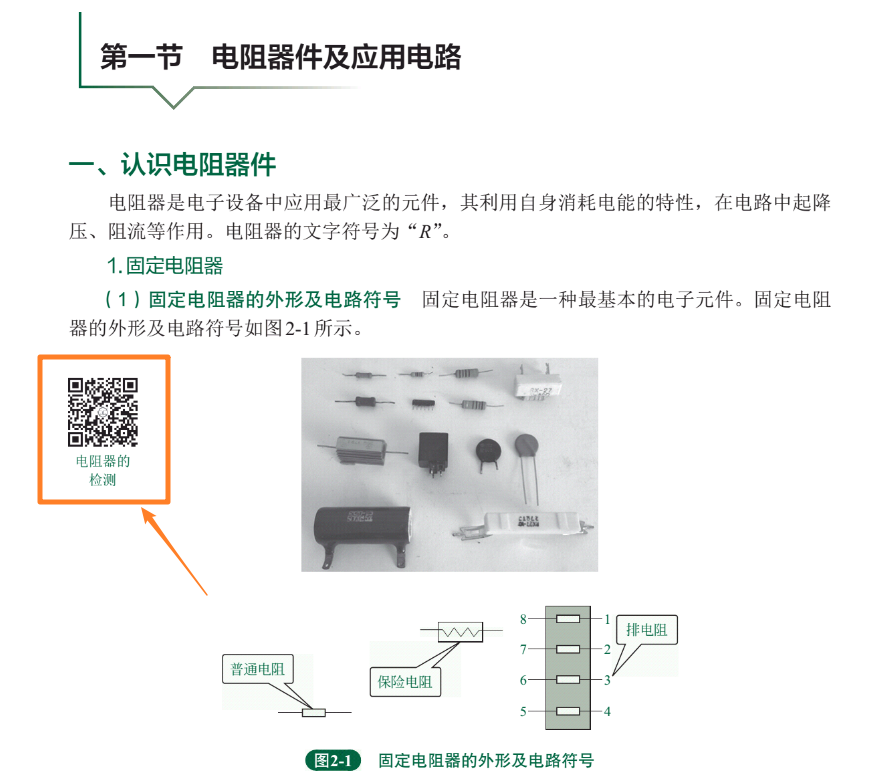 第一节 电阻器件及应用电路
一、认识电阻器件
电阻器是电子设备中应用最广泛的元件，其利用自身消耗电能的特性，在电路中起降
压、阻流等作用。电阻器的文字符号为“R”。
1.固定电阻器
（1）固定电阻器的外形及电路符号 固定电阻器是一种最基本的电子元件。固定电阻
器的外形及电路符号如图2-1所示。
电阻器的
检测
普通电阻
保险电阻
8 1
排电阻
7 2
6 3
5 4
图2-1 固定电阻器的外形及电路符号